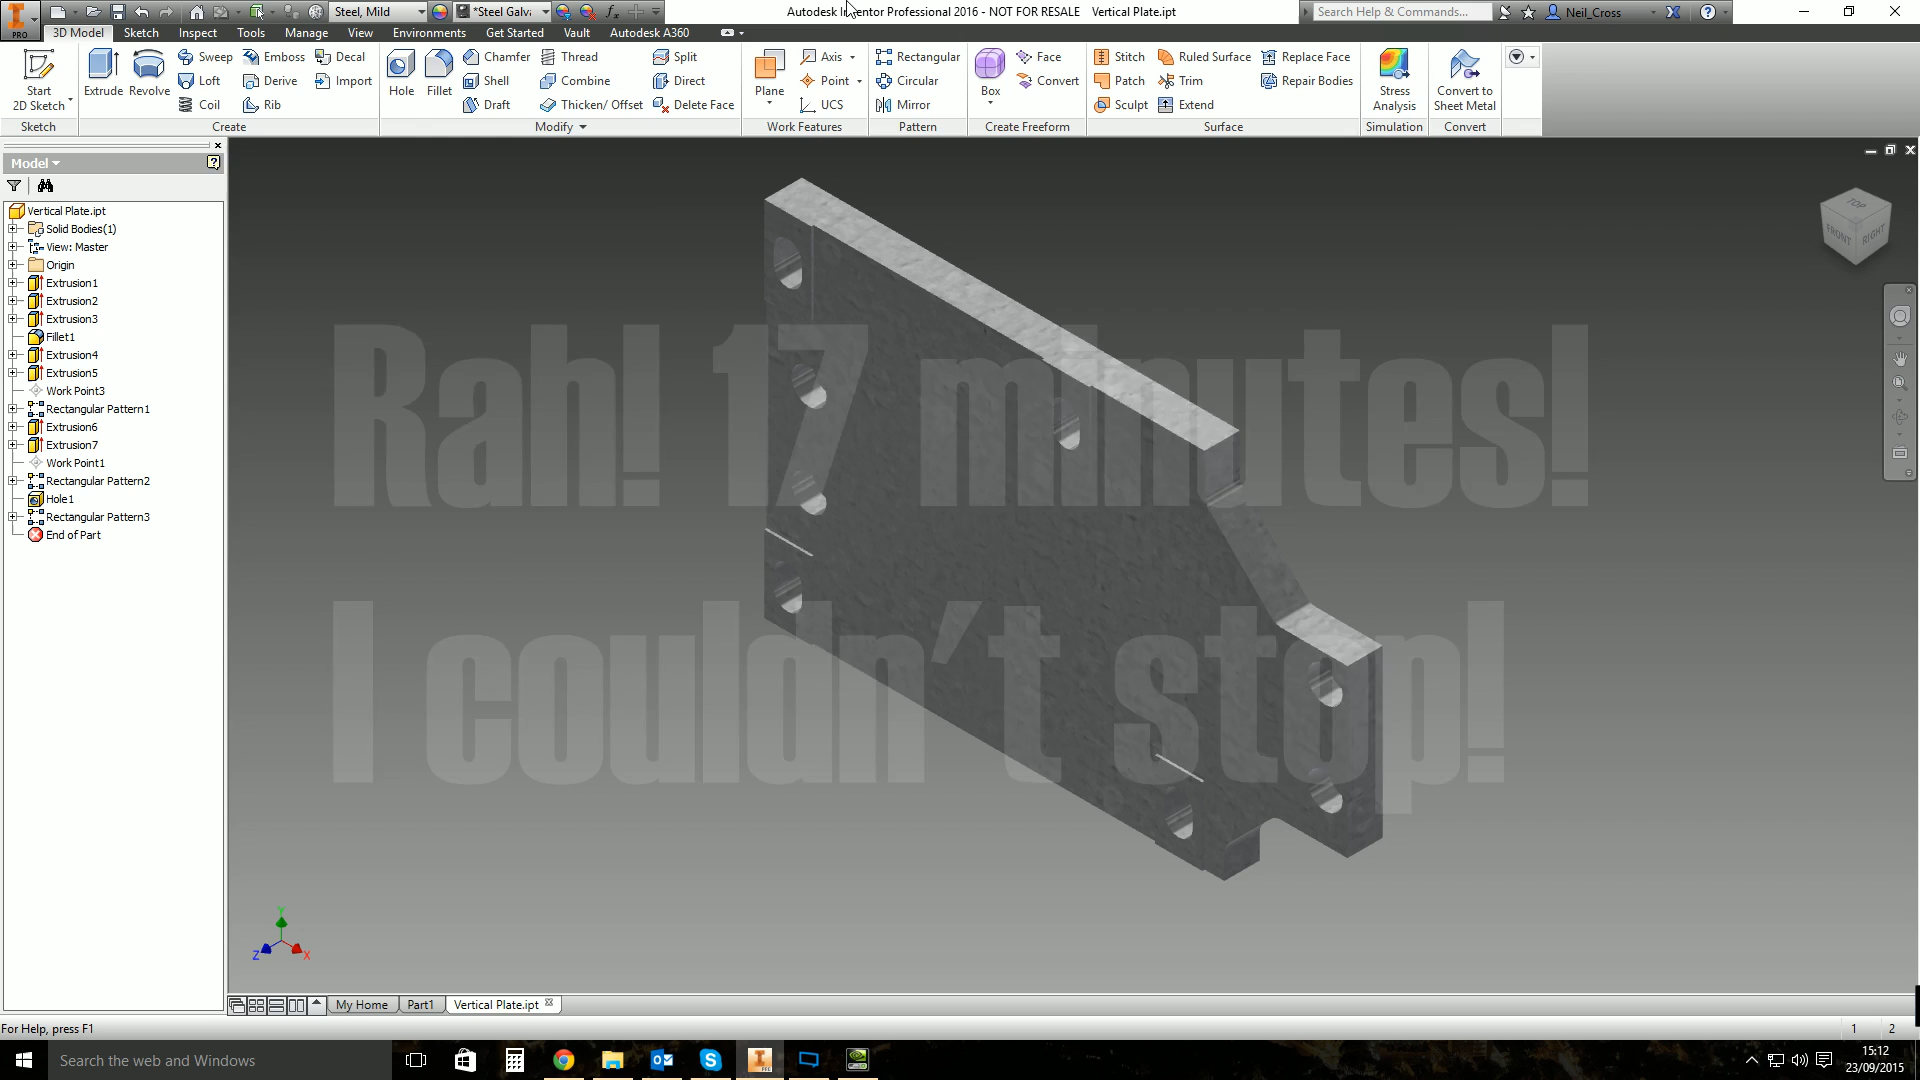 PRO
Steel, Mild
*Steel Galv
Autodesk Inventor Professional 2016 - NOT FOR RESALE Vertical Plate.ipt
Search Help & Commands...
Neil_Cross
3D Model Sketch Inspect Tools Manage View Environments Get Started Vault Autodesk A360
Start
2D Sketch
Sketch
Extrude
Revolve
Sweep
Loft
Coil
Emboss
Derive
Rib
Decal
Import
Create
Hole
Fillet
Chamfer
Shell
Draft
Thread
Combine
Thicken/ Offset
Split
Direct
Delete Face
Modify
Plane
Axis
Point
UCS
Work Features
Rectangular
Circular
Mirror
Pattern
Box
Face
Convert
Create Freeform
Stitch
Patch
Sculpt
Ruled Surface
Trim
Extend
Replace Face
Repair Bodies
Surface
Stress
Analysis
Simulation
Convert to
Sheet Metal
Convert
Model
Vertical Plate.ipt
Solid Bodies(1)
View: Master
Origin
Extrusion1
Extrusion2
Extrusion3
Fillet1
Extrusion4
Extrusion5
Work Point3
Rectangular Pattern1
Extrusion6
Extrusion7
Work Point1
Rectangular Pattern2
Hole1
Rectangular Pattern3
End of Part
TOP
FRONT RIGHT
Rah! 17 minutes!
I couldn't stop!
Y
Z X
My Home Part1 Vertical Plate.ipt
For Help, press F1
1 2
Search the web and Windows
15:12
23/09/2015